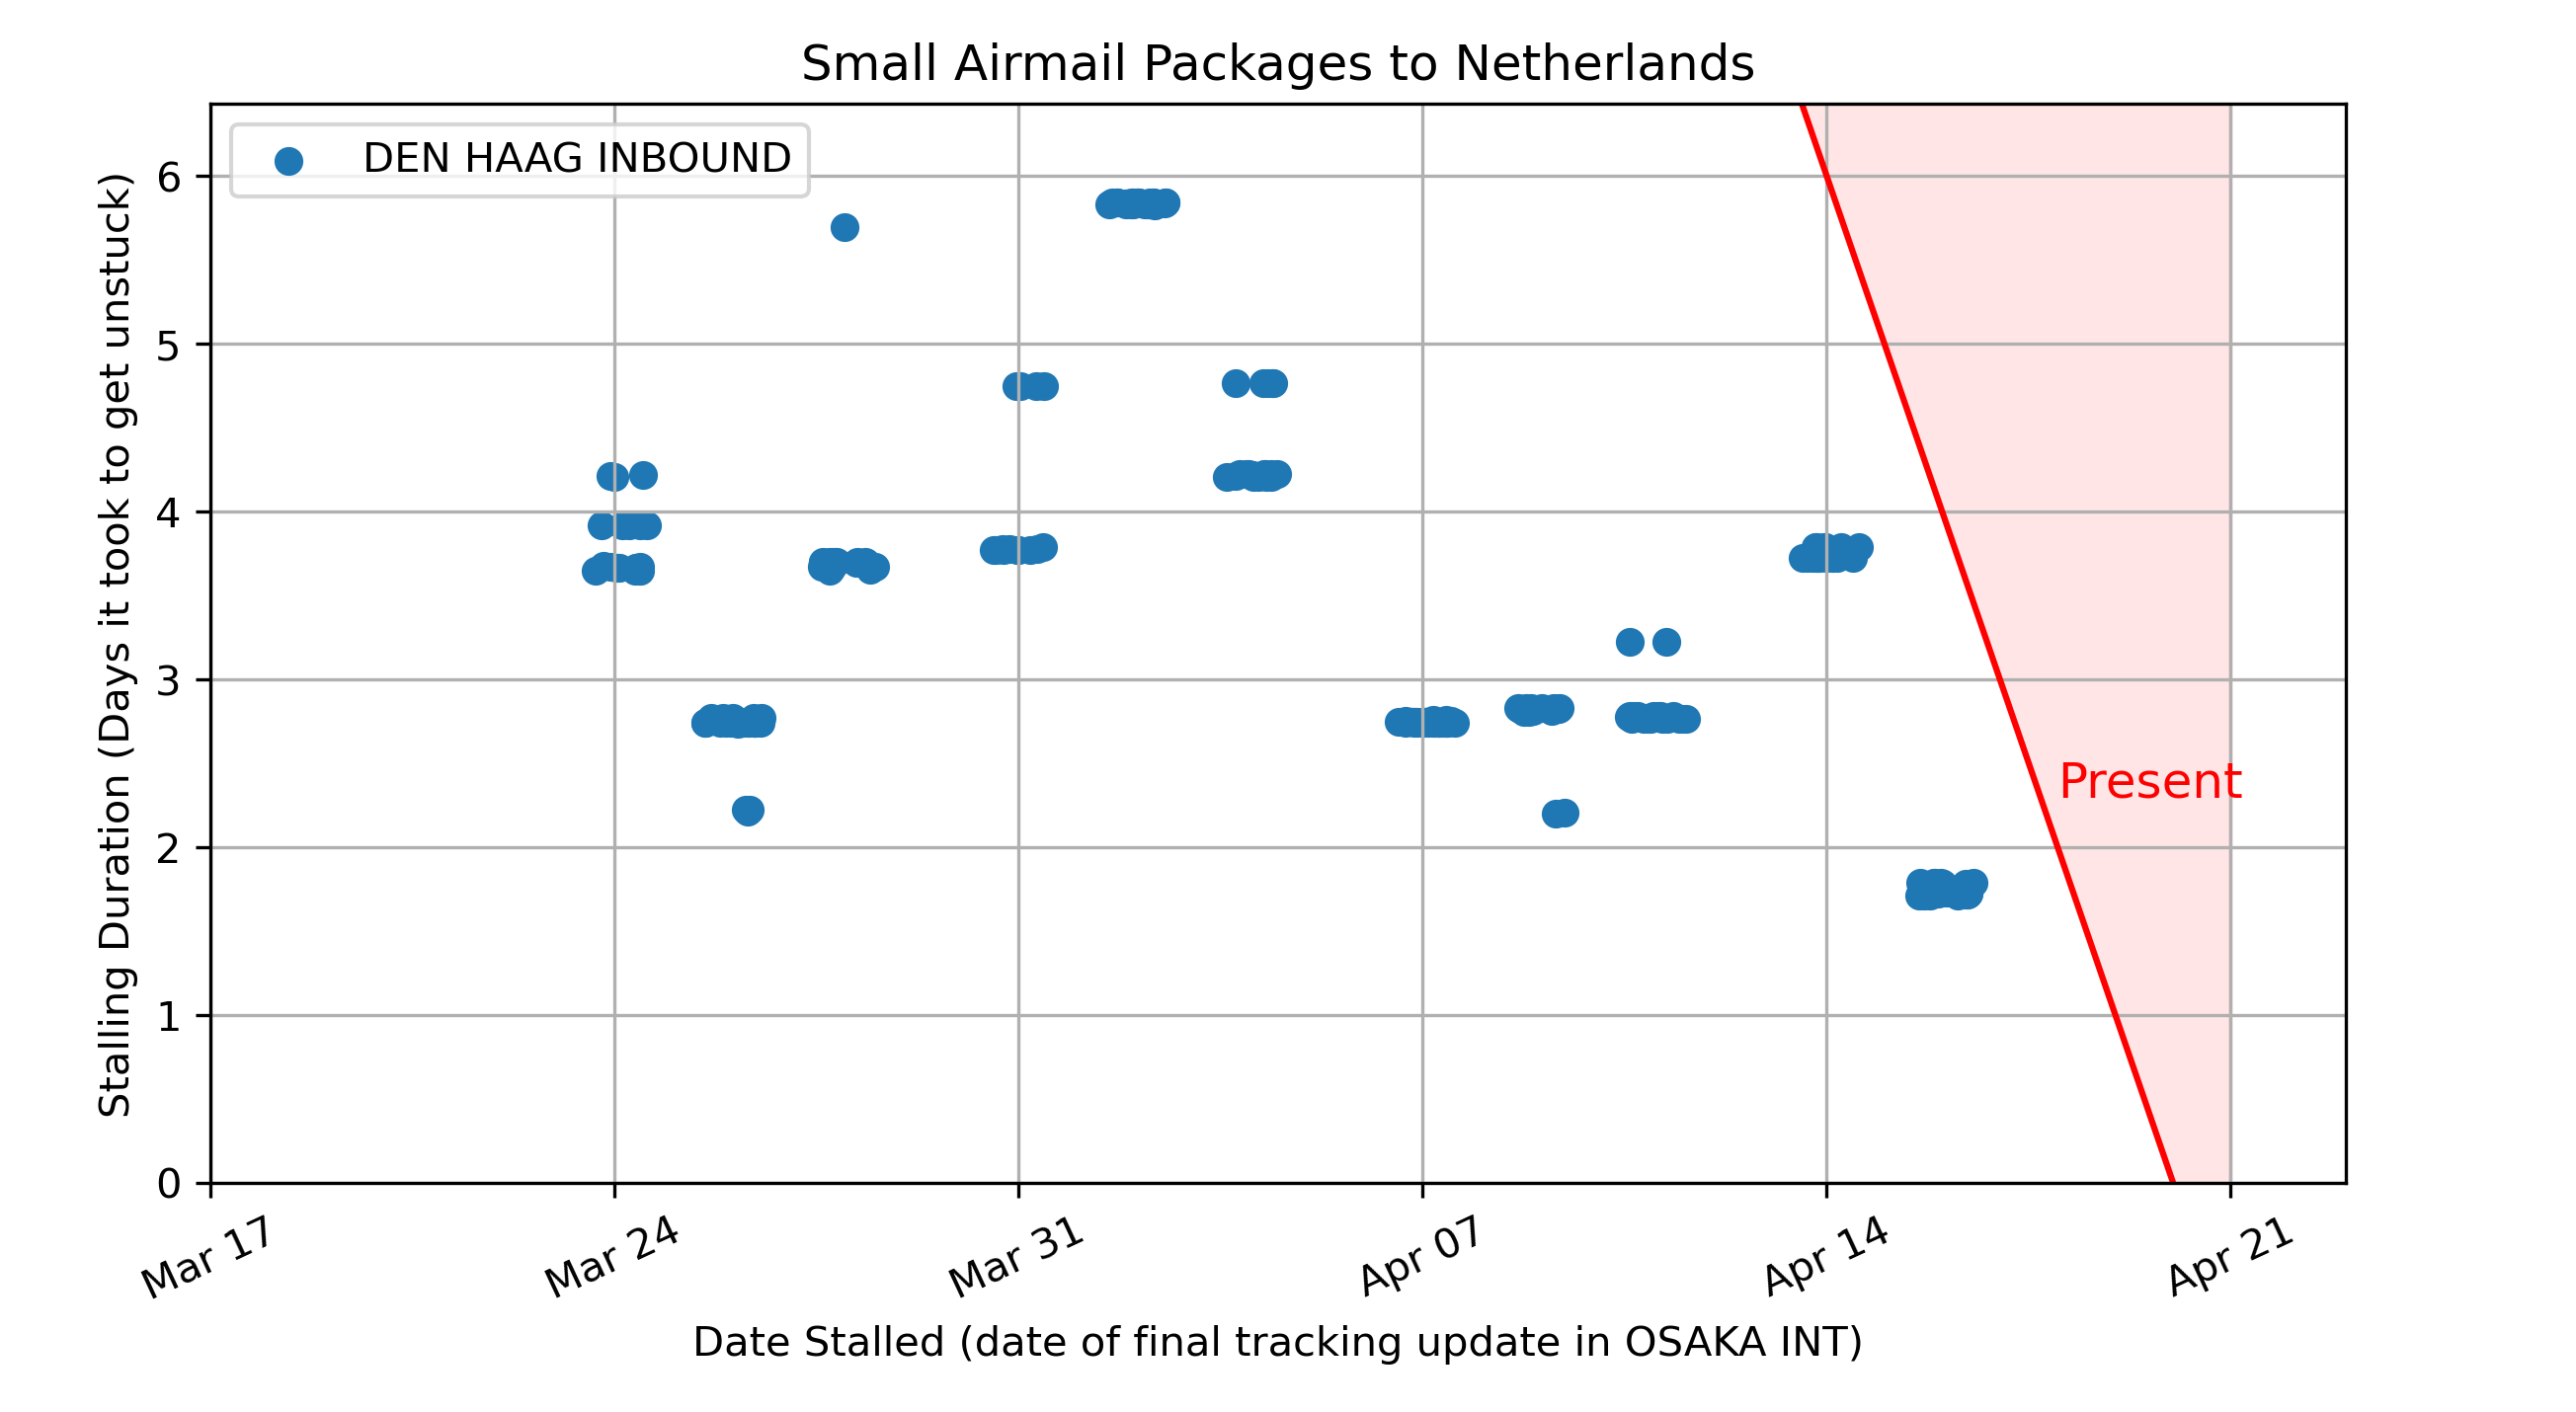 Small Airmail Packages to Netherlands
DEN HAAG INBOUND
Stalling Duration (Days it took to get unstuck)
6
5
4
3
2
1
0
Present
Mar 17
Mar 24
Mar 31
Apr 07
Apr 14
Apr 21
Date Stalled (date of final tracking update in OSAKA INT)